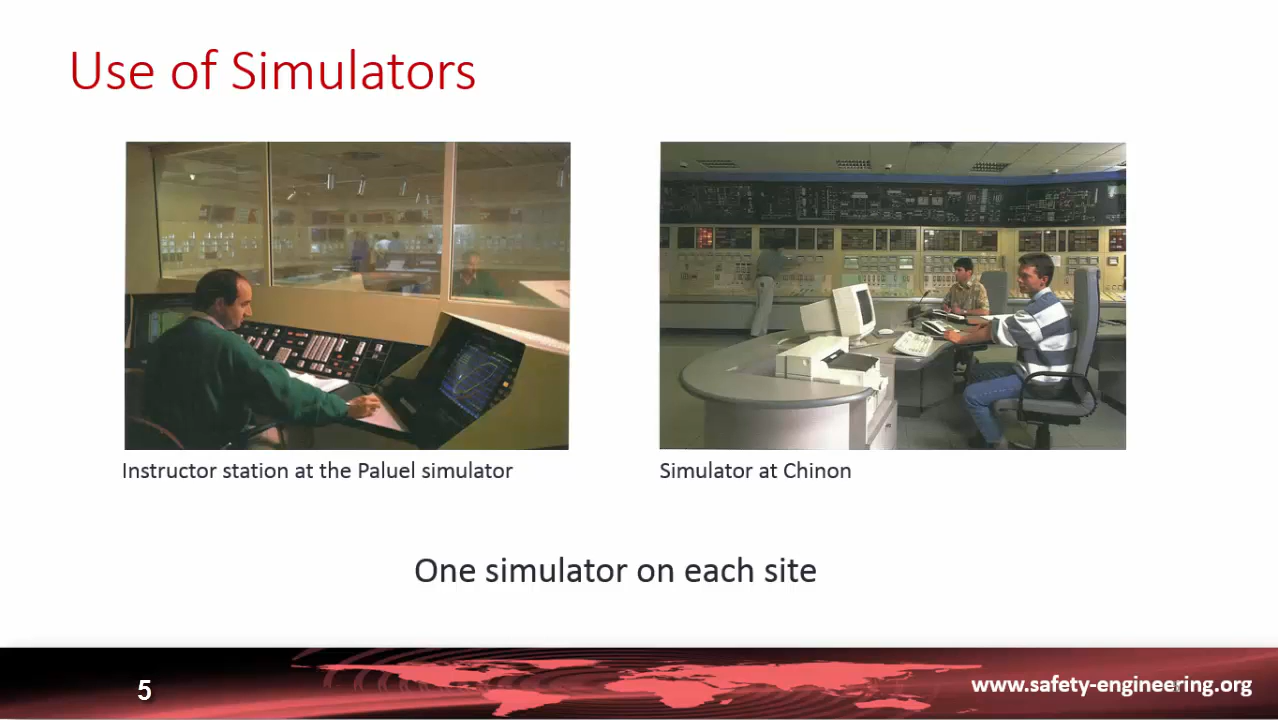 Use of Simulators
Instructor station at the Paluel simulator
Simulator at Chinon
One simulator on each site
5
www.safety-engineering.org